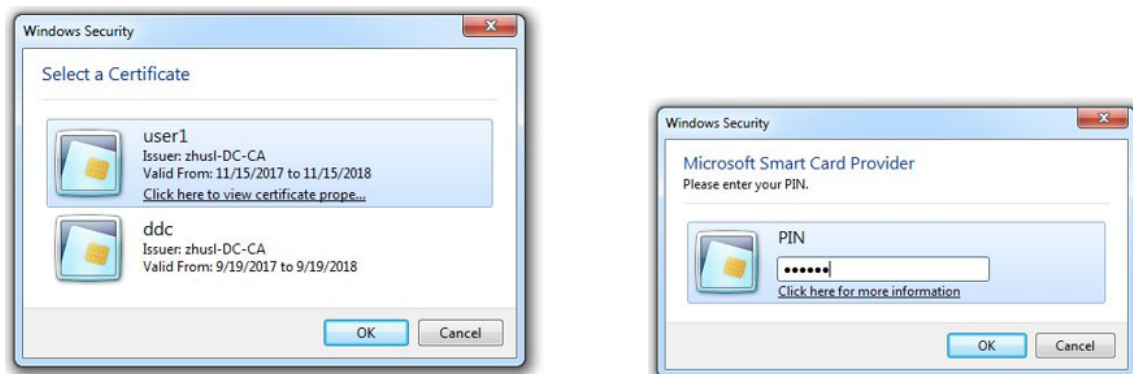 Windows Security
Select a Certificate
user1
Issuer: zhusl-DC-CA
Valid From: 11/15/2017 to 11/15/2018
Click here to view certificate prope...
ddc
Issuer: zhusl-DC-CA
Valid From: 9/19/2017 to 9/19/2018
OK
Cancel
Windows Security
Microsoft Smart Card Provider
Please enter your PIN.
PIN
••••••
Click here for more information
OK
Cancel